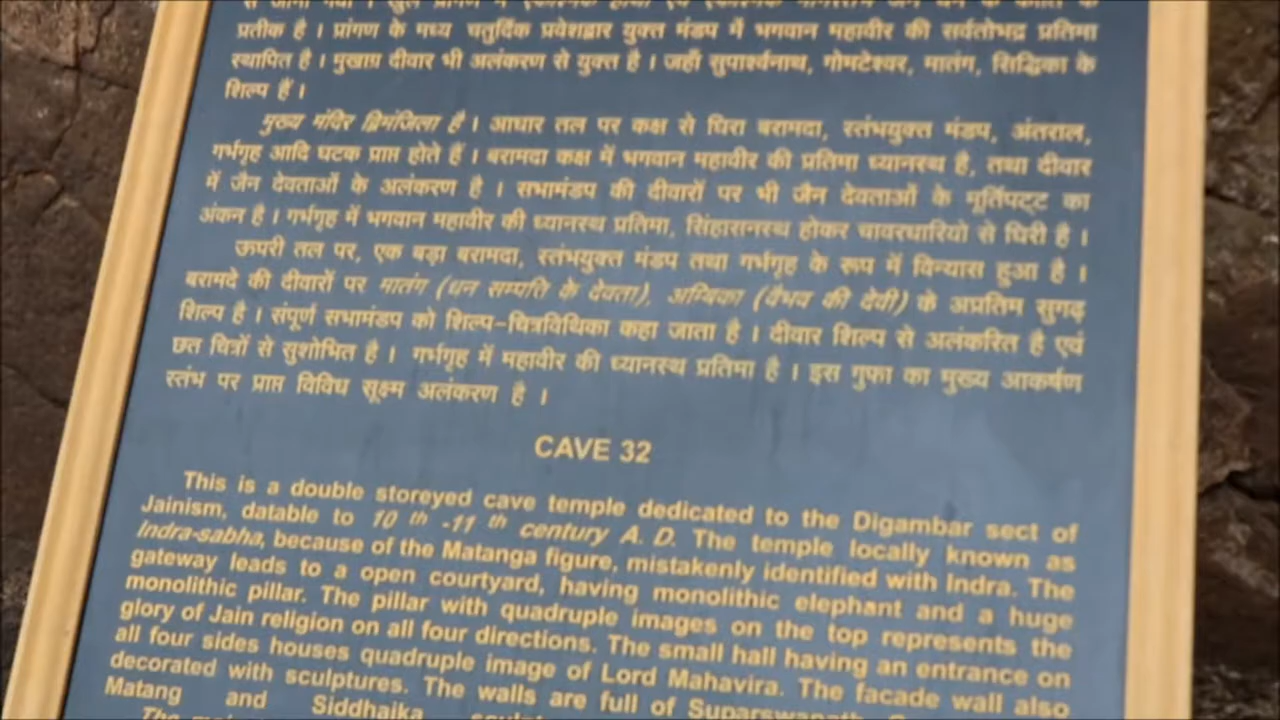 प्रतीक है । प्रांगण के मध्य चतुर्दिक प्रवेशद्वार युक्त मंडप में भगवान महावीर की सर्वतोभद्र प्रतिमा
स्थापित है । मुखाग्र दीवार भी अलंकरण से युक्त है । जहाँ सुपार्श्वनाथ, गोमटेश्वर, मातंग, सिद्धिका के
शिल्प हैं ।
मुख्य मंदिर द्विमंजिला है । आधार तल पर कक्ष से घिरा बरामदा, स्तंभयुक्त मंडप, अंतराल,
गर्भगृह आदि घटक प्राप्त होते हैं । बरामदा कक्ष में भगवान महावीर की प्रतिमा ध्यानस्थ है, तथा दीवार
में जैन देवताओं के अलंकरण है । सभामंडप की दीवारों पर भी जैन देवताओं के मूर्तिपट्ट का
अंकन है । गर्भगृह में भगवान महावीर की ध्यानस्थ प्रतिमा, सिंहासनस्थ होकर चावरधारियो से घिरी है ।
ऊपरी तल पर, एक बड़ा बरामदा, स्तंभयुक्त मंडप तथा गर्भगृह के रूप में विन्यास हुआ है ।
बरामदे की दीवारों पर मातंग (धन सम्पति के देवता), अम्बिका (वैभव की देवी) के अप्रतिम सुगढ़
शिल्प है । संपूर्ण सभामंडप को शिल्प-चित्रविथिका कहा जाता है । दीवार शिल्प से अलंकरित है एवं
छत चित्रों से सुशोभित है । गर्भगृह में महावीर की ध्यानस्थ प्रतिमा है । इस गुफा का मुख्य आकर्षण
स्तंभ पर प्राप्त विविध सूक्ष्म अलंकरण है ।
CAVE 32
This is a double storeyed cave temple dedicated to the Digambar sect of
Jainism, datable to 10 th -11 th century A. D. The temple locally known as
Indra-sabha, because of the Matanga figure, mistakenly identified with Indra. The
gateway leads to a open courtyard, having monolithic elephant and a huge
monolithic pillar. The pillar with quadruple images on the top represents the
glory of Jain religion on all four directions. The small hall having an entrance on
all four sides houses quadruple image of Lord Mahavira. The facade wall also
decorated with sculptures. The walls are full of Suparswanath,
Matang and Siddhaika